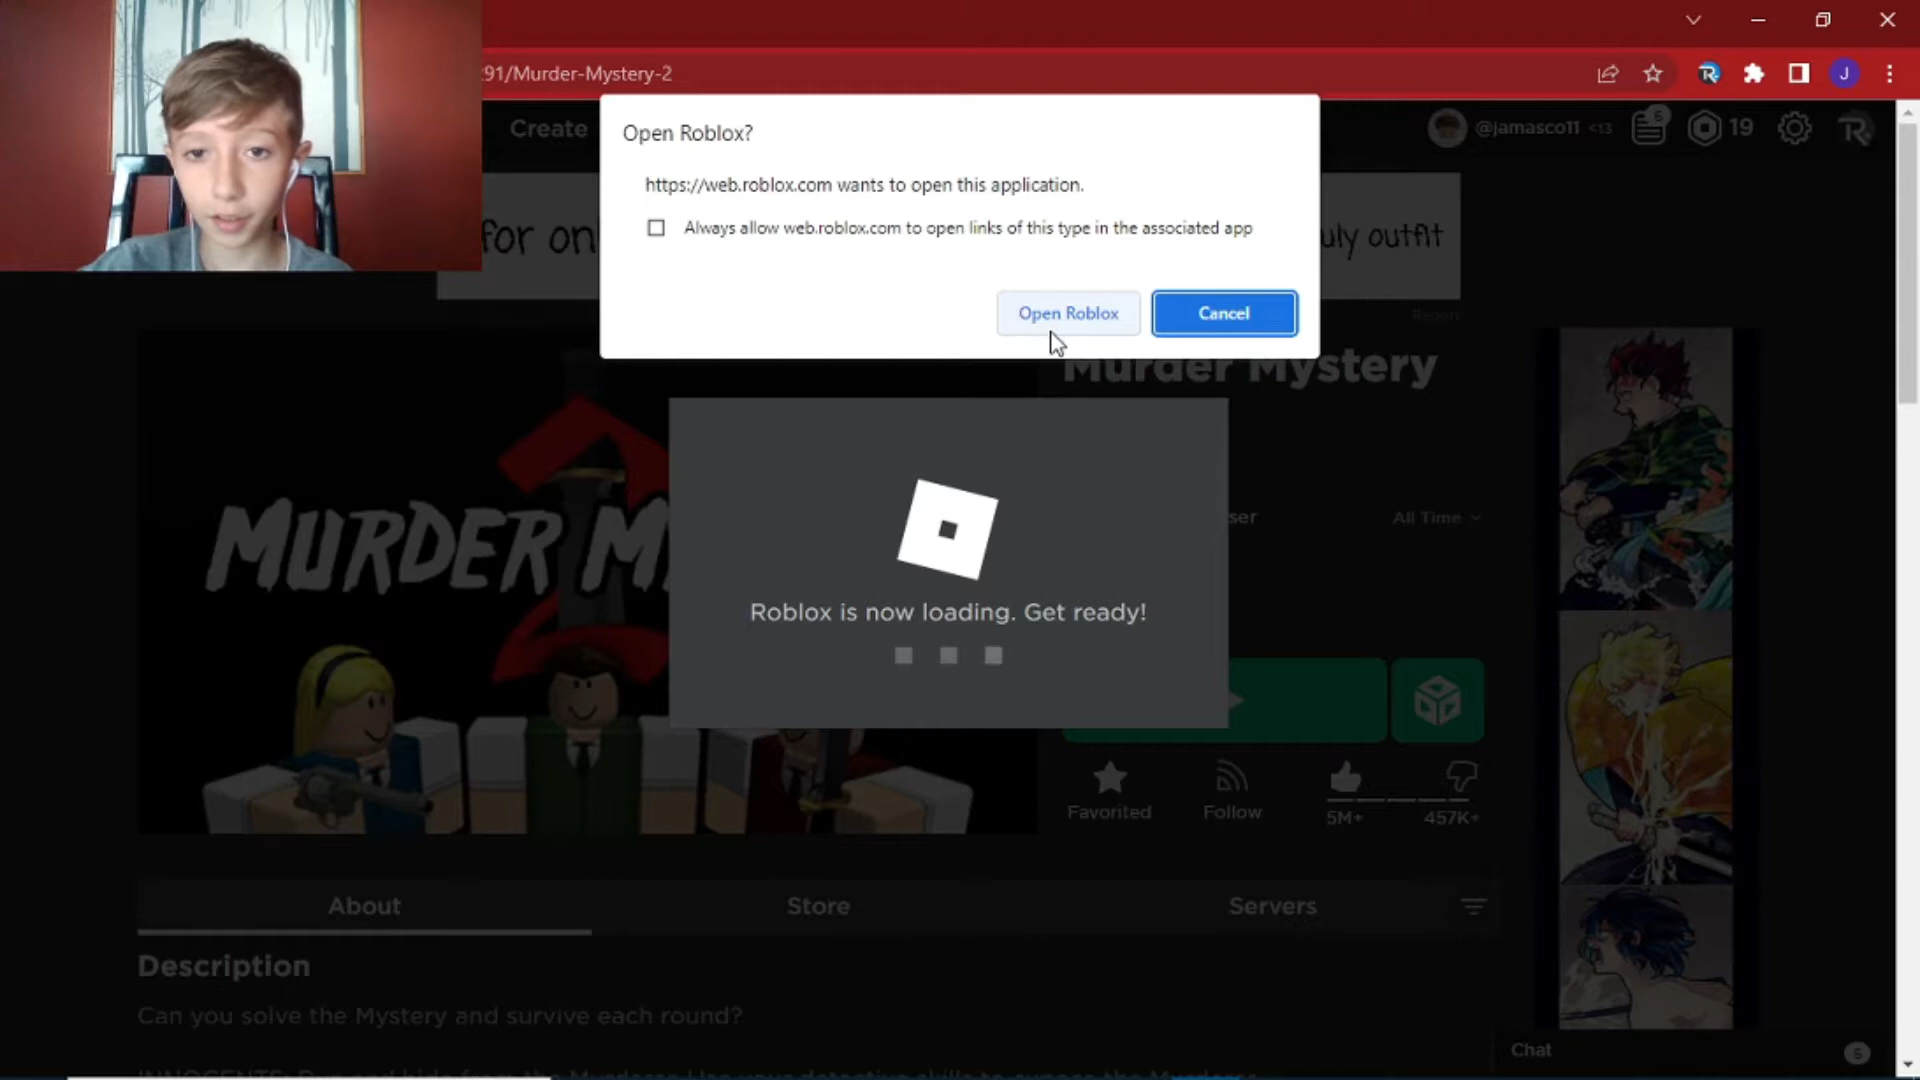 :91/Murder-Mystery-2
J
Create
@jamasco11 <13
6
19
Open Roblox?
https://web.roblox.com wants to open this application.
Always allow web.roblox.com to open links of this type in the associated app
Open Roblox
Cancel
for on
uly outfit
Report
Murder Mystery
MURDER M
2
Roblox is now loading. Get ready!
ser
All Time
Favorited
Follow
5M+
457K+
About
Store
Servers
Description
Can you solve the Mystery and survive each round?
Chat